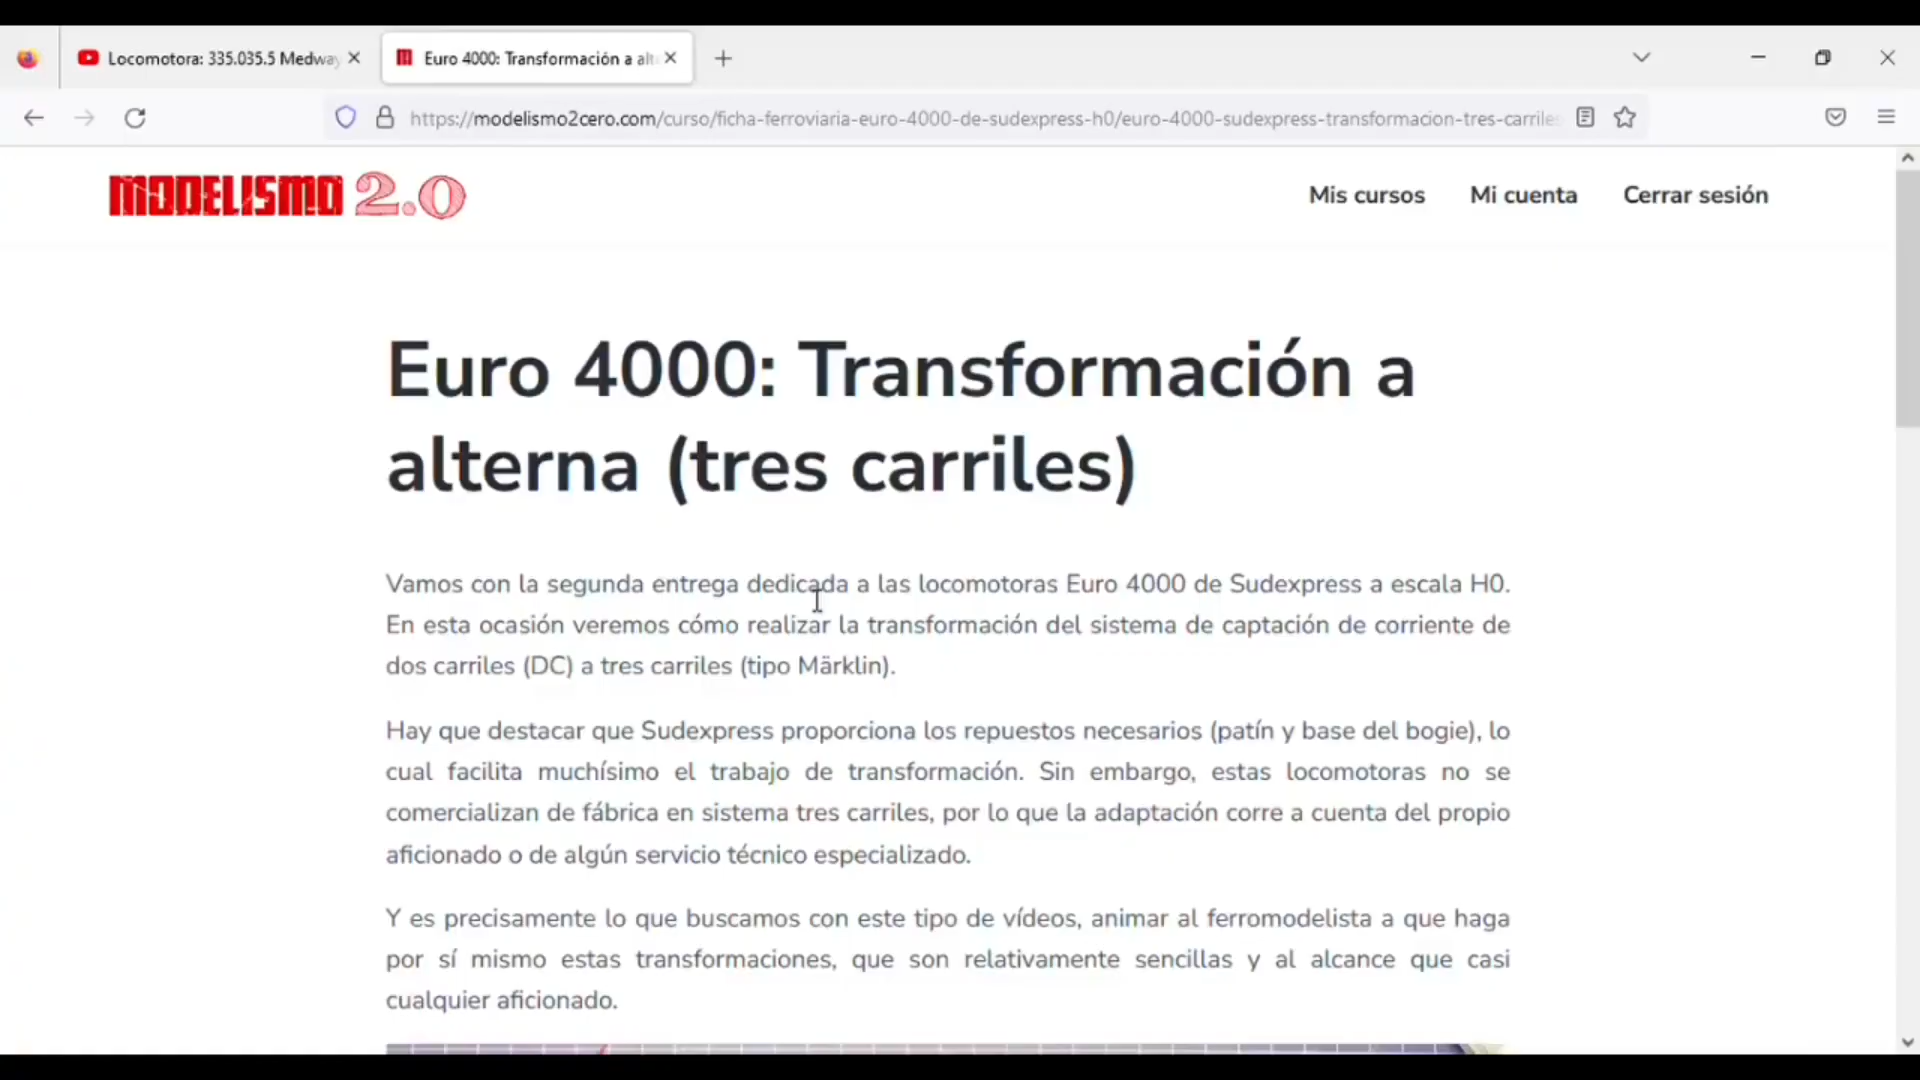 Locomotora: 335.035.5 Medway
Euro 4000: Transformación a alt
https://modelismo2cero.com/curso/ficha-ferroviaria-euro-4000-de-sudexpress-h0/euro-4000-sudexpress-transformacion-tres-carriles
MODELISMO 2.0
Mis cursos Mi cuenta Cerrar sesión
Euro 4000: Transformación a
alterna (tres carriles)
Vamos con la segunda entrega dedicada a las locomotoras Euro 4000 de Sudexpress a escala H0.
En esta ocasión veremos cómo realizar la transformación del sistema de captación de corriente de
dos carriles (DC) a tres carriles (tipo Märklin).
Hay que destacar que Sudexpress proporciona los repuestos necesarios (patín y base del bogie), lo
cual facilita muchísimo el trabajo de transformación. Sin embargo, estas locomotoras no se
comercializan de fábrica en sistema tres carriles, por lo que la adaptación corre a cuenta del propio
aficionado o de algún servicio técnico especializado.
Y es precisamente lo que buscamos con este tipo de vídeos, animar al ferromodelista a que haga
por sí mismo estas transformaciones, que son relativamente sencillas y al alcance que casi
cualquier aficionado.